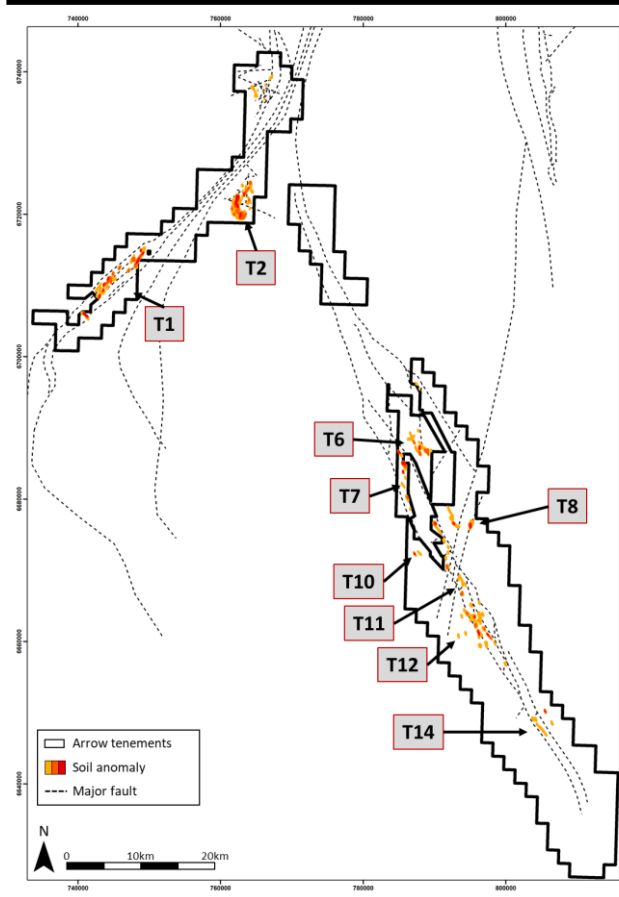 740000 760000 780000 800000
6740000
6720000
T2
T1
6700000
T6
T7
6680000
T8
T10
T11
6660000
T12
T14
Arrow tenements
Soil anomaly
Major fault
6640000
N
0 10km 20km
740000 760000 780000 800000